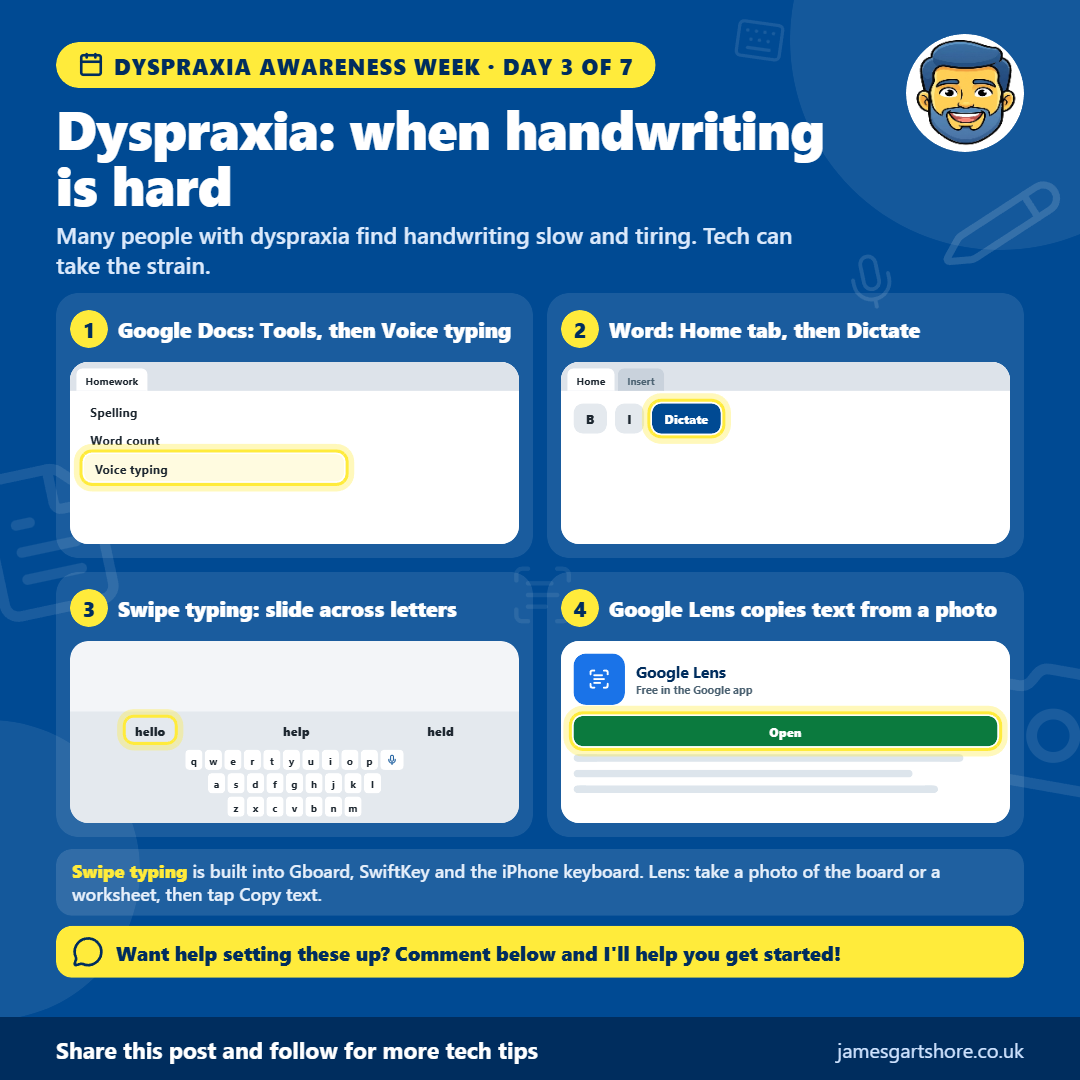 DYSPRAXIA AWARENESS WEEK · DAY 3 OF 7
Dyspraxia: when handwriting
is hard
Many people with dyspraxia find handwriting slow and tiring. Tech can
take the strain.
1 Google Docs: Tools, then Voice typing
Homework
Spelling
Word count
Voice typing
2 Word: Home tab, then Dictate
Home Insert
B I Dictate
3 Swipe typing: slide across letters
hello help held
q w e r t y u i o p
a s d f g h j k l
z x c v b n m
4 Google Lens copies text from a photo
Google Lens
Free in the Google app
Open
Swipe typing is built into Gboard, SwiftKey and the iPhone keyboard. Lens: take a photo of the board or a
worksheet, then tap Copy text.
Want help setting these up? Comment below and I'll help you get started!
Share this post and follow for more tech tips
jamesgartshore.co.uk